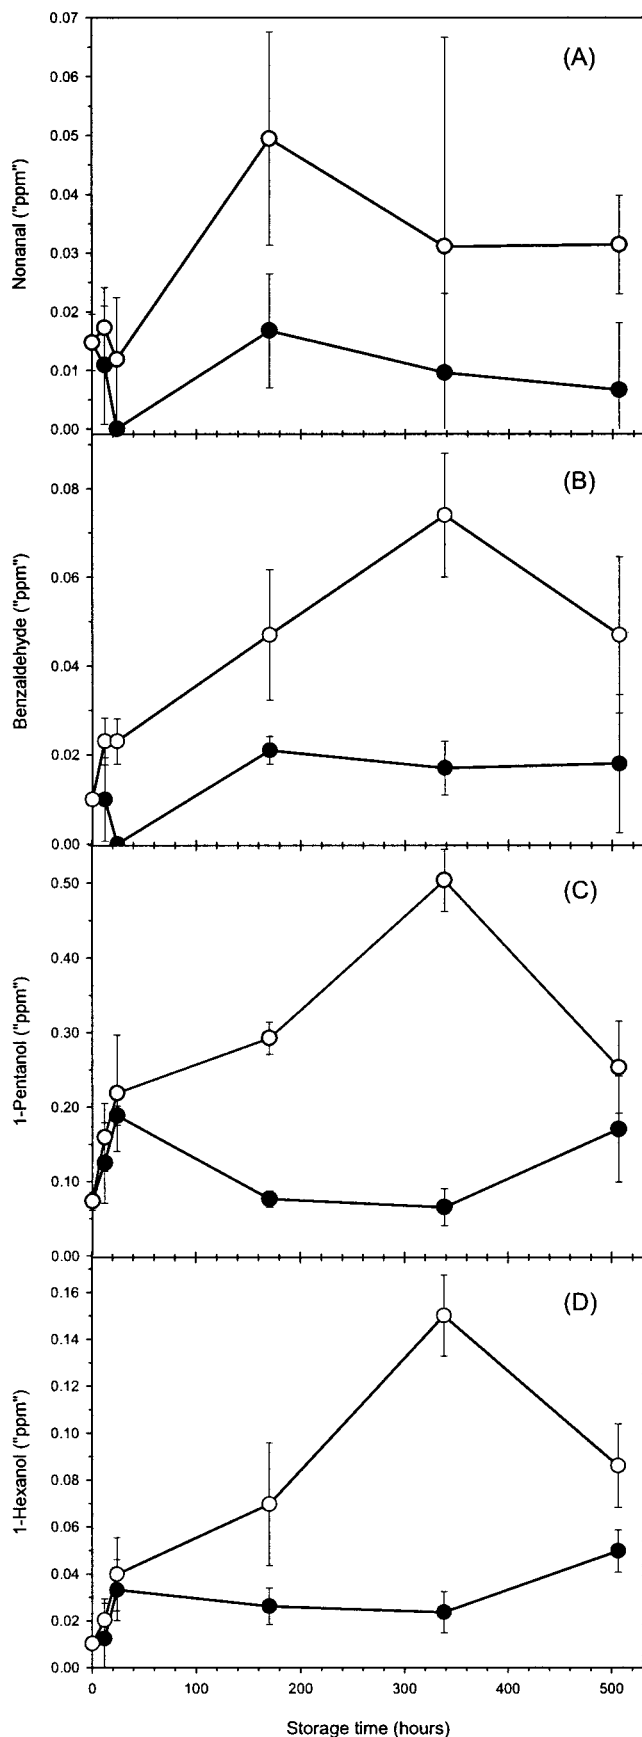 0.07
(A)
0.06
0.05
0.04
0.03
0.02
0.01
0.00
Nonanal ("ppm")
(B)
0.08
0.06
0.04
0.02
0.00
Benzaldehyde ("ppm")
(C)
0.50
0.40
0.30
0.20
0.10
0.00
1-Pentanol ("ppm")
(D)
0.16
0.14
0.12
0.10
0.08
0.06
0.04
0.02
0.00
1-Hexanol ("ppm")
0 100 200 300 400 500
Storage time (hours)